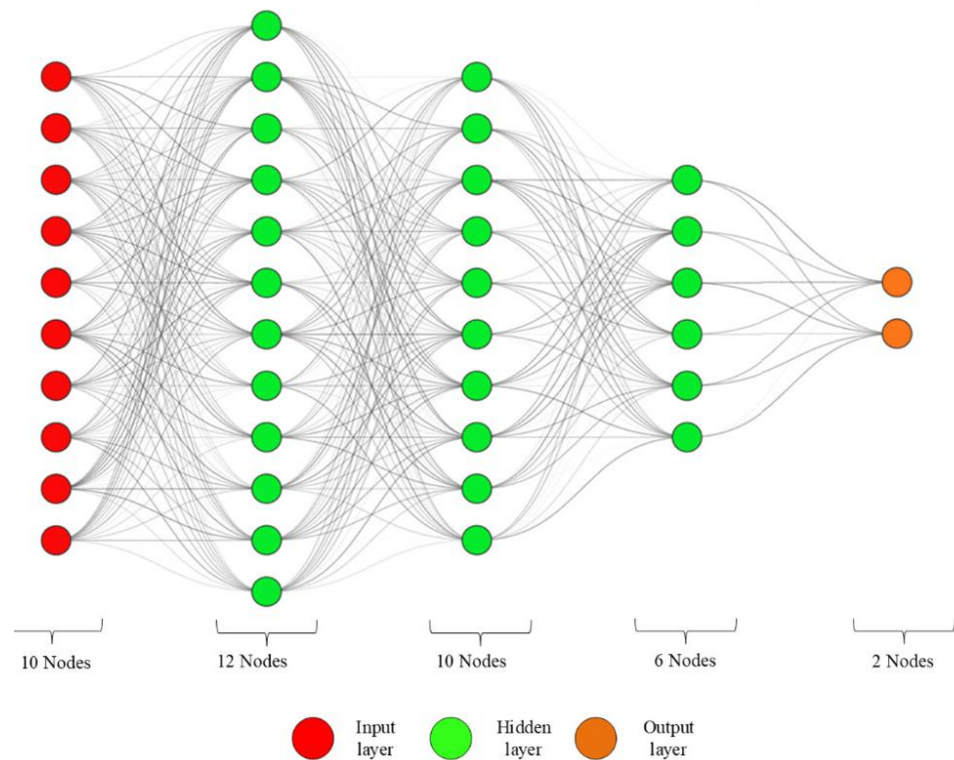 10 Nodes
12 Nodes
10 Nodes
6 Nodes
2 Nodes
Input
layer
Hidden
layer
Output
layer